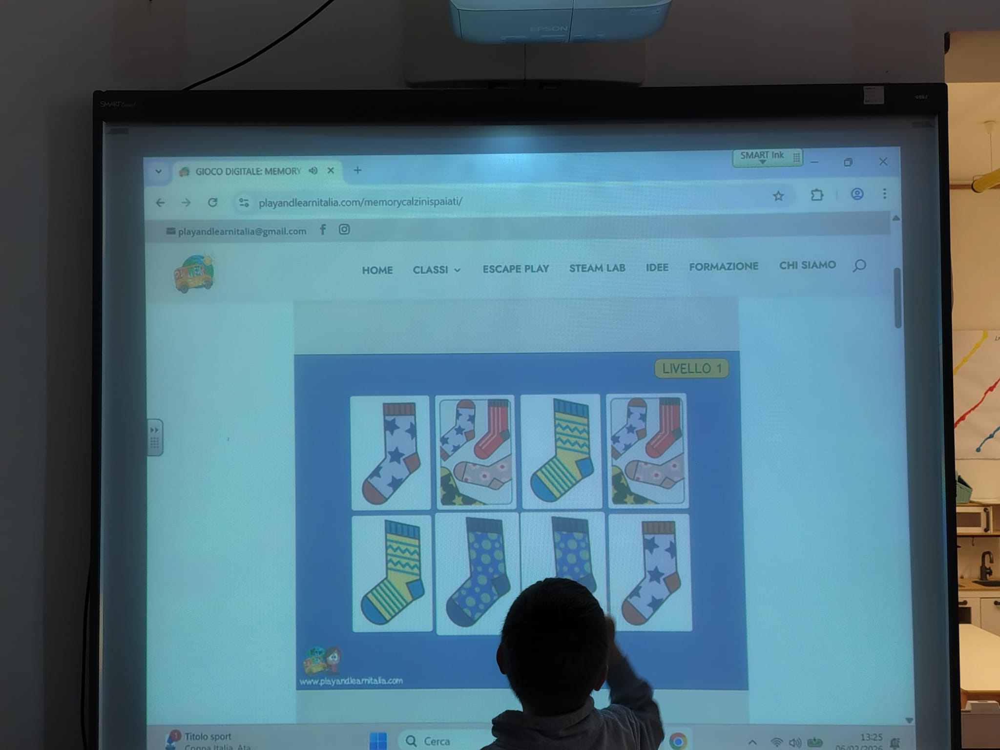 EPSON
SMART Board
SMART Ink
GIOCO DIGITALE: MEMORY
playandlearnitalia.com/memorycalzinispaiati/
playandlearnitalia@gmail.com
HOME CLASSI ESCAPE PLAY STEAM LAB IDEE FORMAZIONE CHI SIAMO
LIVELLO 1
www.playandlearnitalia.com
1
Titolo sport
Coppa Italia, Ata
Cerca
13:25
06/02/2026